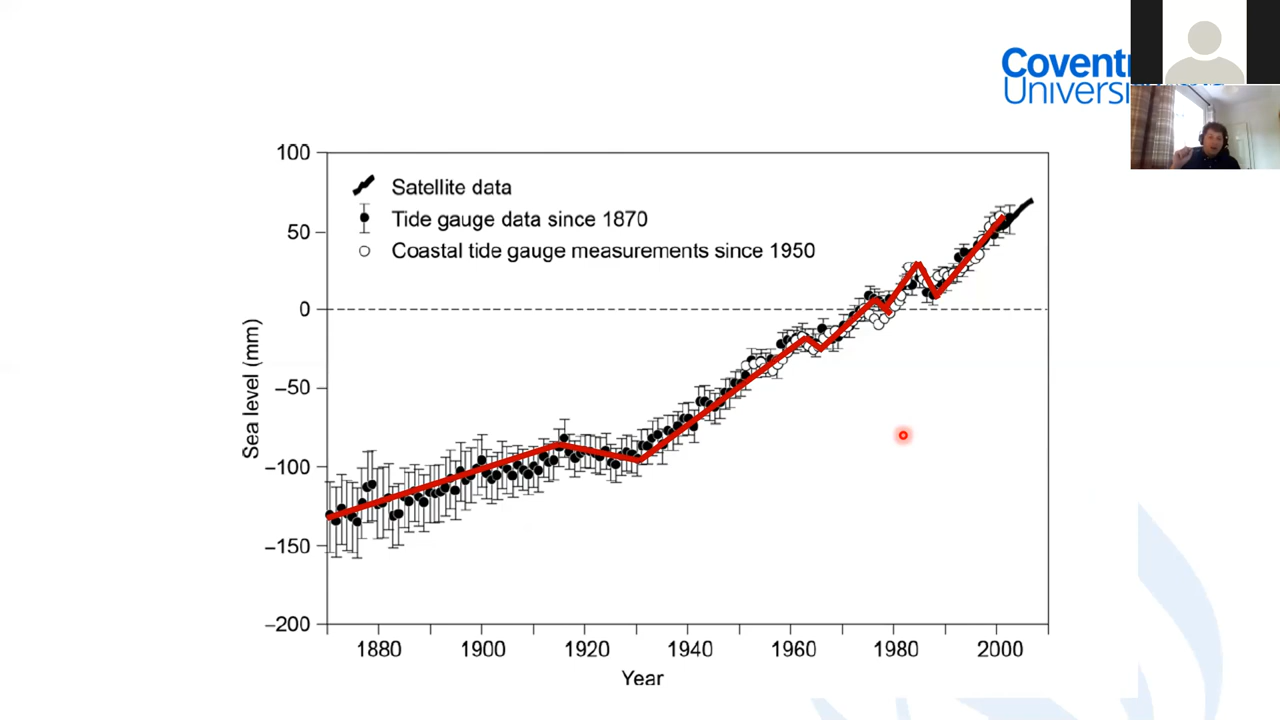 Coventr
Universi
100
50
0
−50
−100
−150
−200
Sea level (mm)
Satellite data
Tide gauge data since 1870
Coastal tide gauge measurements since 1950
1880 1900 1920 1940 1960 1980 2000
Year